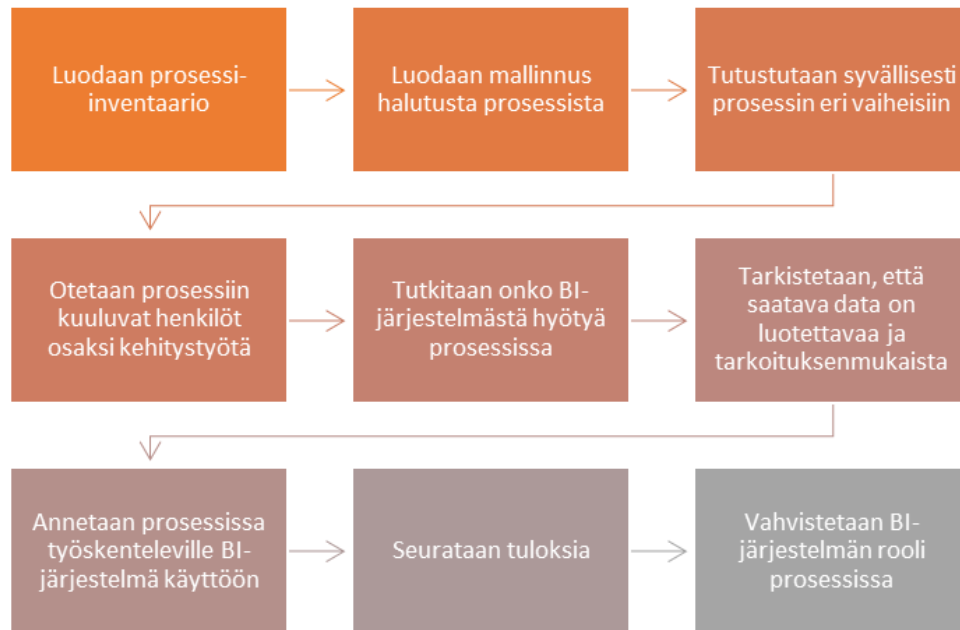 Luodaan prosessi-
inventaario
Luodaan mallinnus
halutusta prosessista
Tutustutaan syvällisesti
prosessin eri vaiheisiin
Otetaan prosessiin
kuuluvat henkilöt
osaksi kehitystyötä
Tutkitaan onko BI-
järjestelmästä hyötyä
prosessissa
Tarkistetaan, että
saatava data on
luotettavaa ja
tarkoituksenmukaista
Annetaan prosessissa
työskenteleville BI-
järjestelmä käyttöön
Seurataan tuloksia
Vahvistetaan BI-
järjestelmän rooli
prosessissa